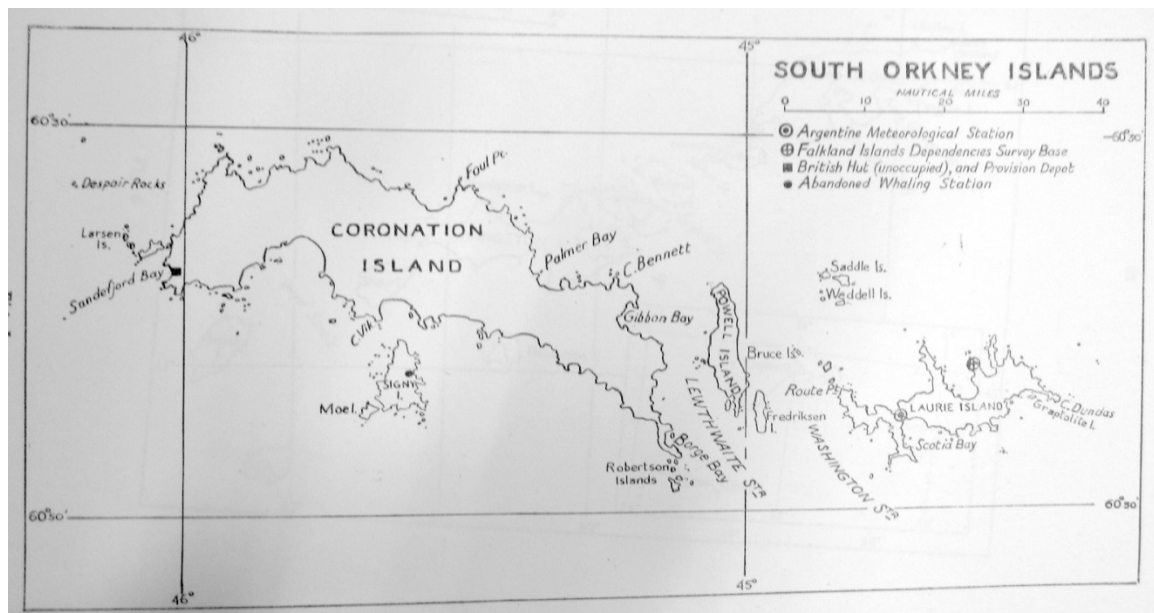 46°
45°
SOUTH ORKNEY ISLANDS
NAUTICAL MILES
0 10 20 30 40
60°30'
60°30'
Argentine Meteorological Station
Falkland Islands Dependencies Survey Base
British Hut (unoccupied), and Provision Depot
Abandoned Whaling Station
Despair Rocks
Foul Pt.
Larsen
Is.
CORONATION
ISLAND
Palmer Bay
C. Bennett
Sandefjord Bay
Saddle Is.
Weddell Is.
POWELL ISLAND
Gibbon Bay
C. Vik
Bruce Is.
SIGNY
I.
Moe I.
LEWTHWAITE STR
Route Pt.
Fredriksen
I.
LAURIE ISLAND
C. Dundas
Graptolite I.
WASHINGTON STR
Scotia Bay
Borge Bay
Robertson
Islands
60°50'
60°50'
46°
45°